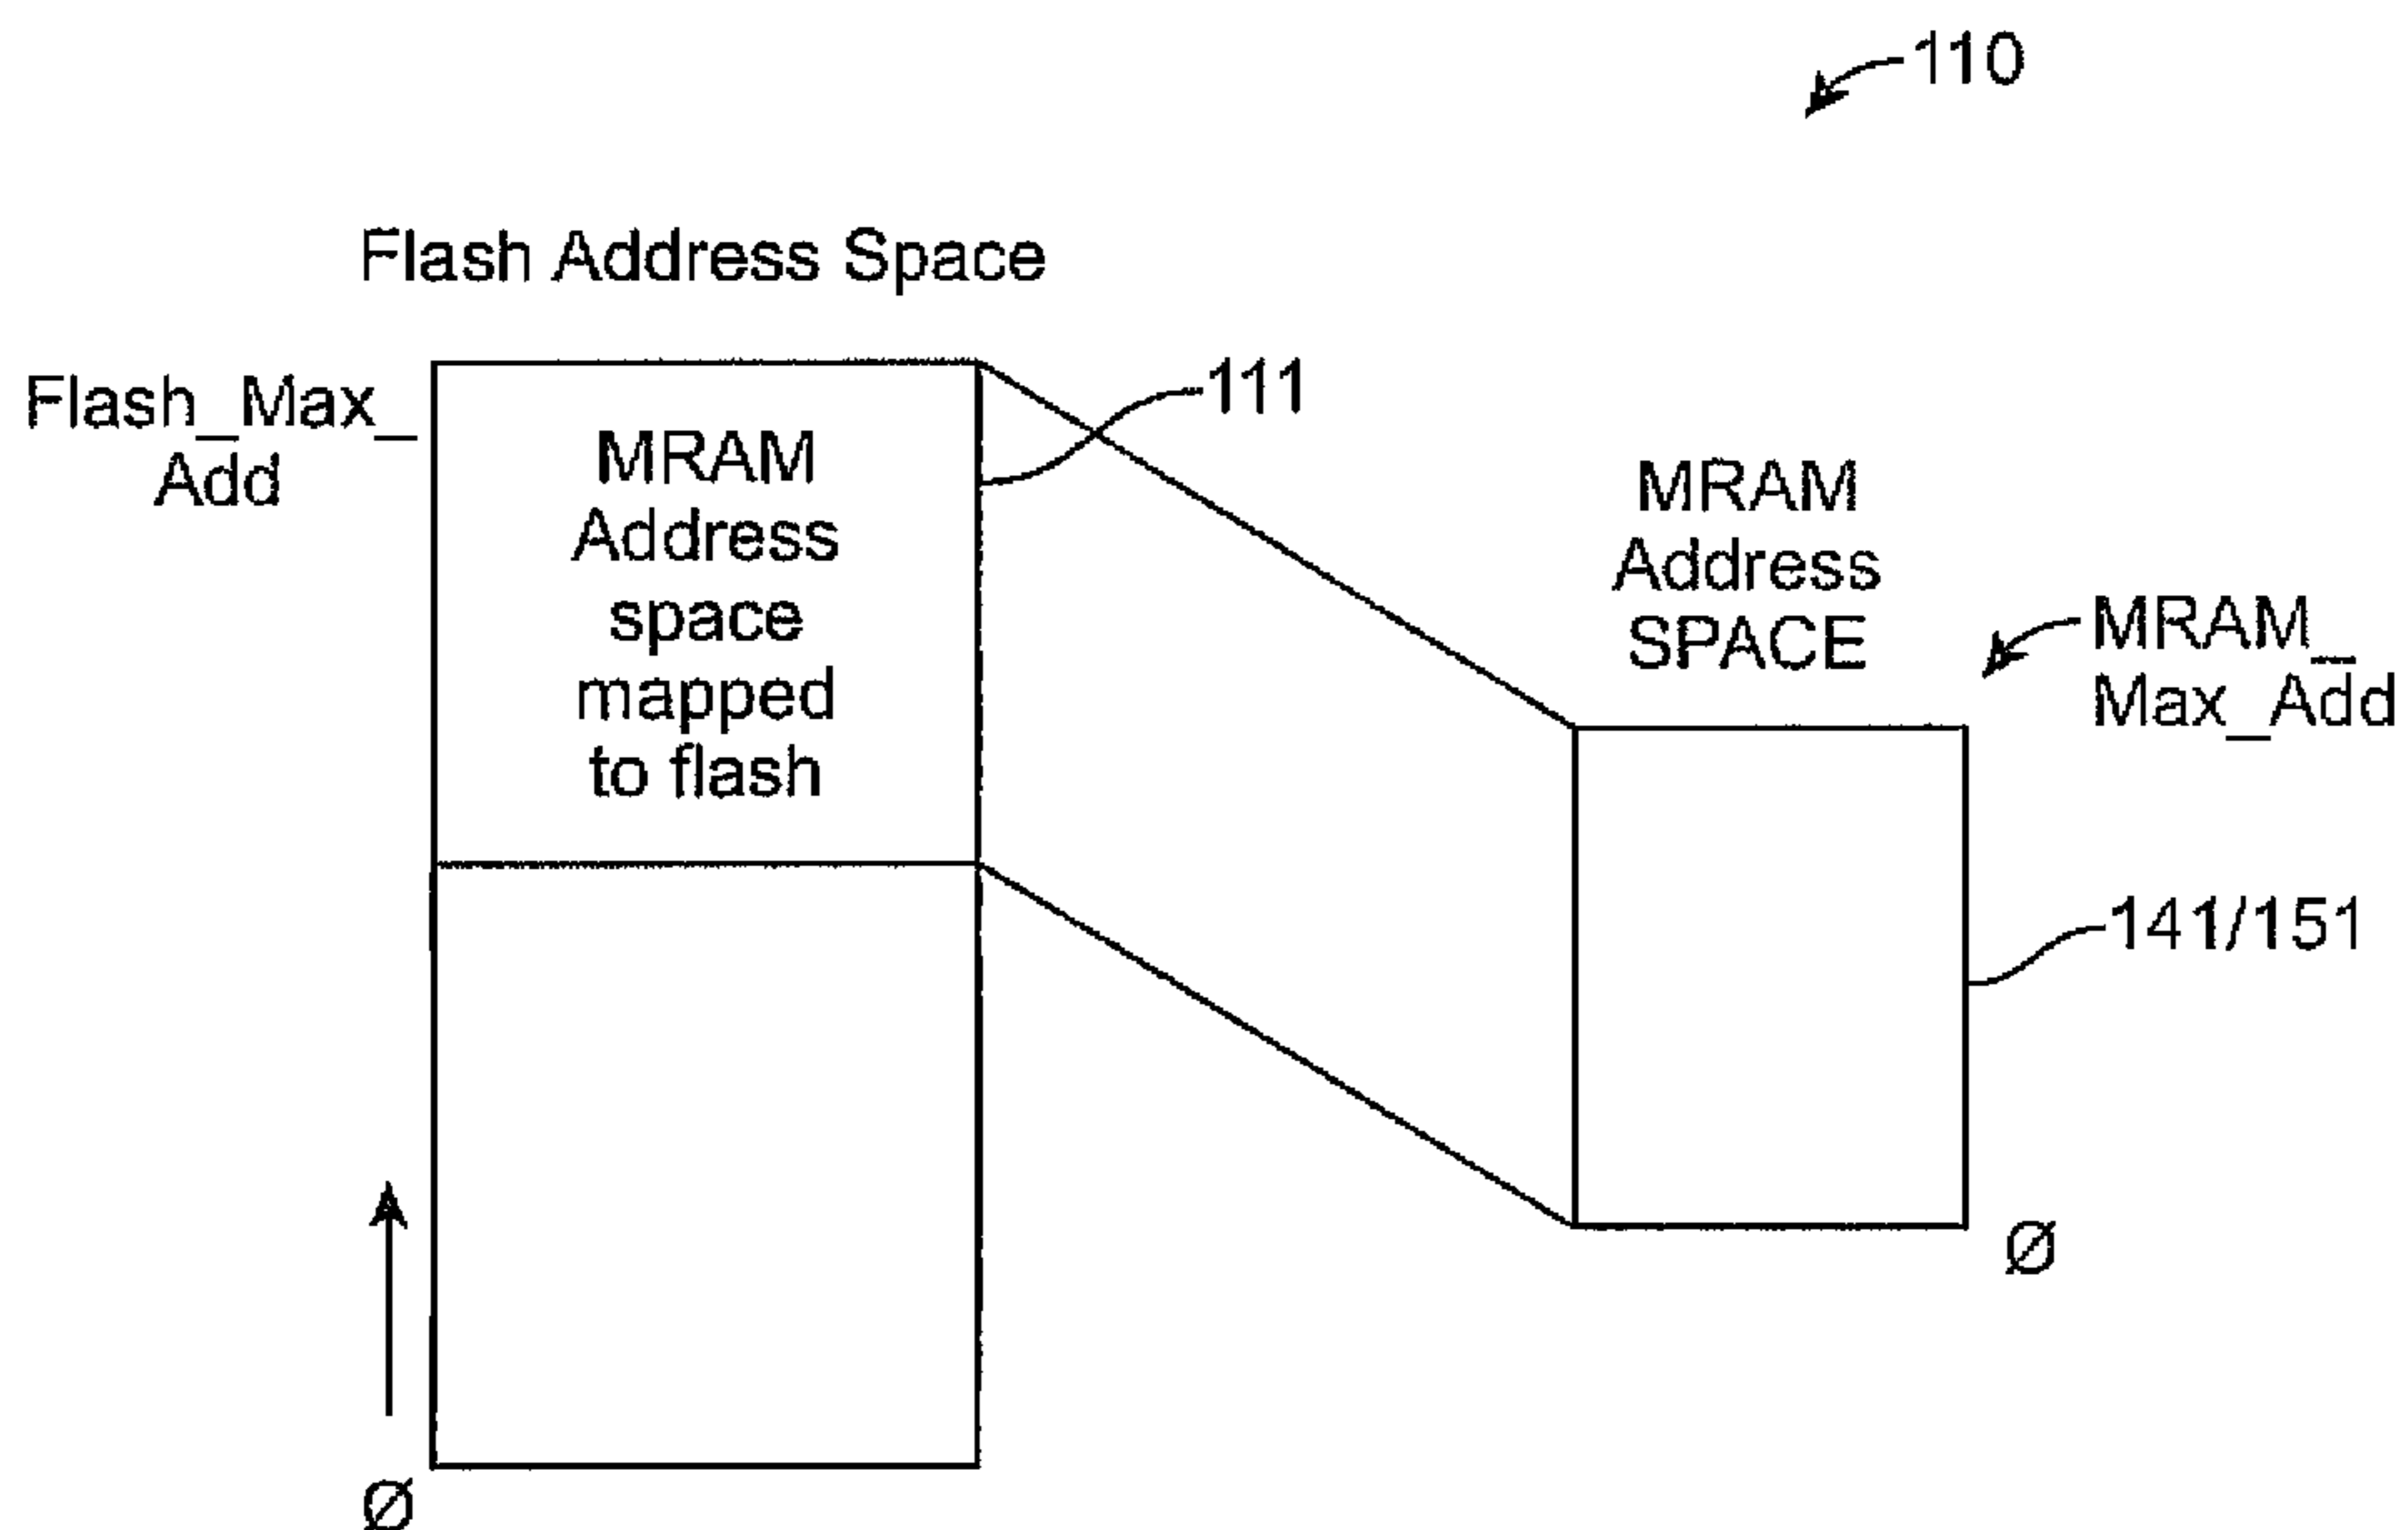 110
Flash Address Space
Flash_Max_
Add
111
MRAM
Address
space
mapped
to flash
MRAM
Address
SPACE
MRAM_
Max_Add
141/151
Ø
Ø